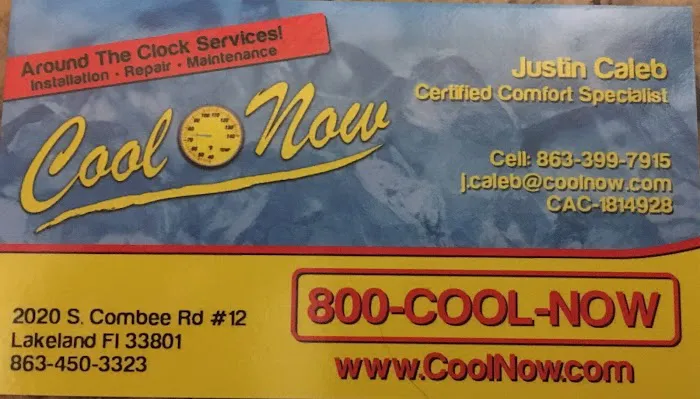 Around The Clock Services!
Installation · Repair · Maintenance
Cool Now
Justin Caleb
Certified Comfort Specialist
Cell: 863-399-7915
j.caleb@coolnow.com
CAC-1814928
2020 S. Combee Rd #12
Lakeland Fl 33801
863-450-3323
800-COOL-NOW
www.CoolNow.com